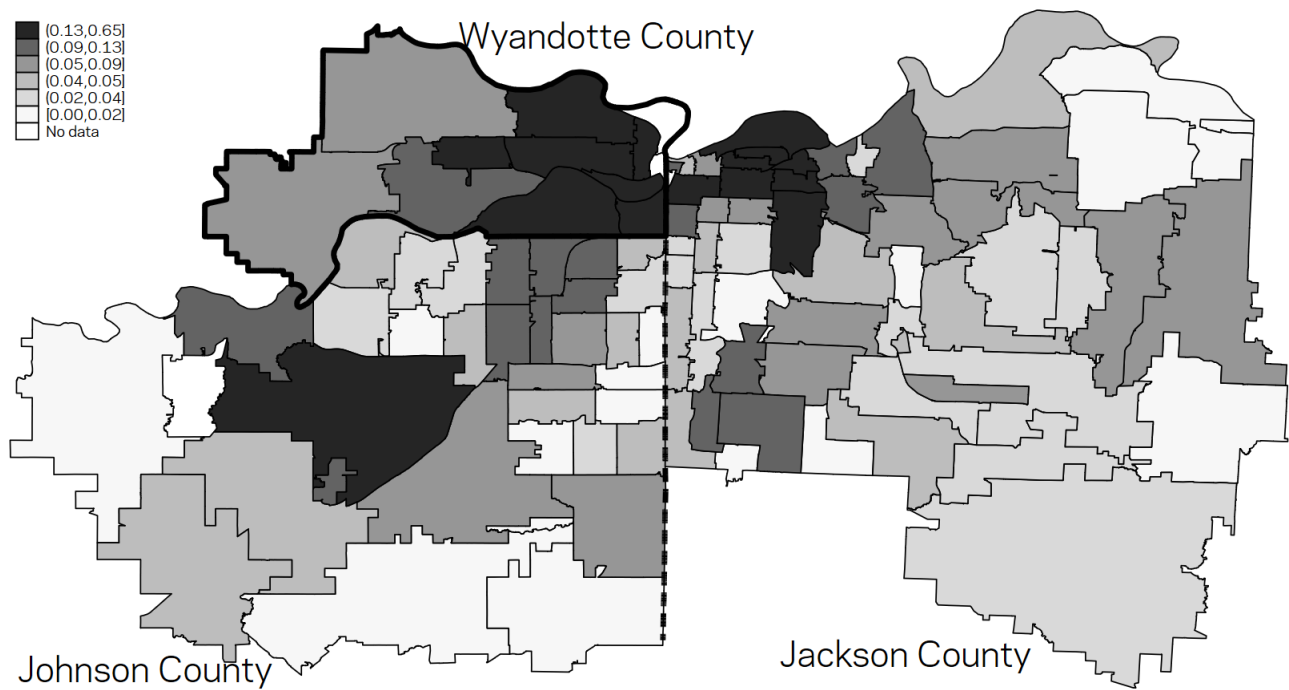 Wyandotte County
(0.13,0.65]
(0.09,0.13]
(0.05,0.09]
(0.04,0.05]
(0.02,0.04]
[0.00,0.02]
No data
Johnson County
Jackson County